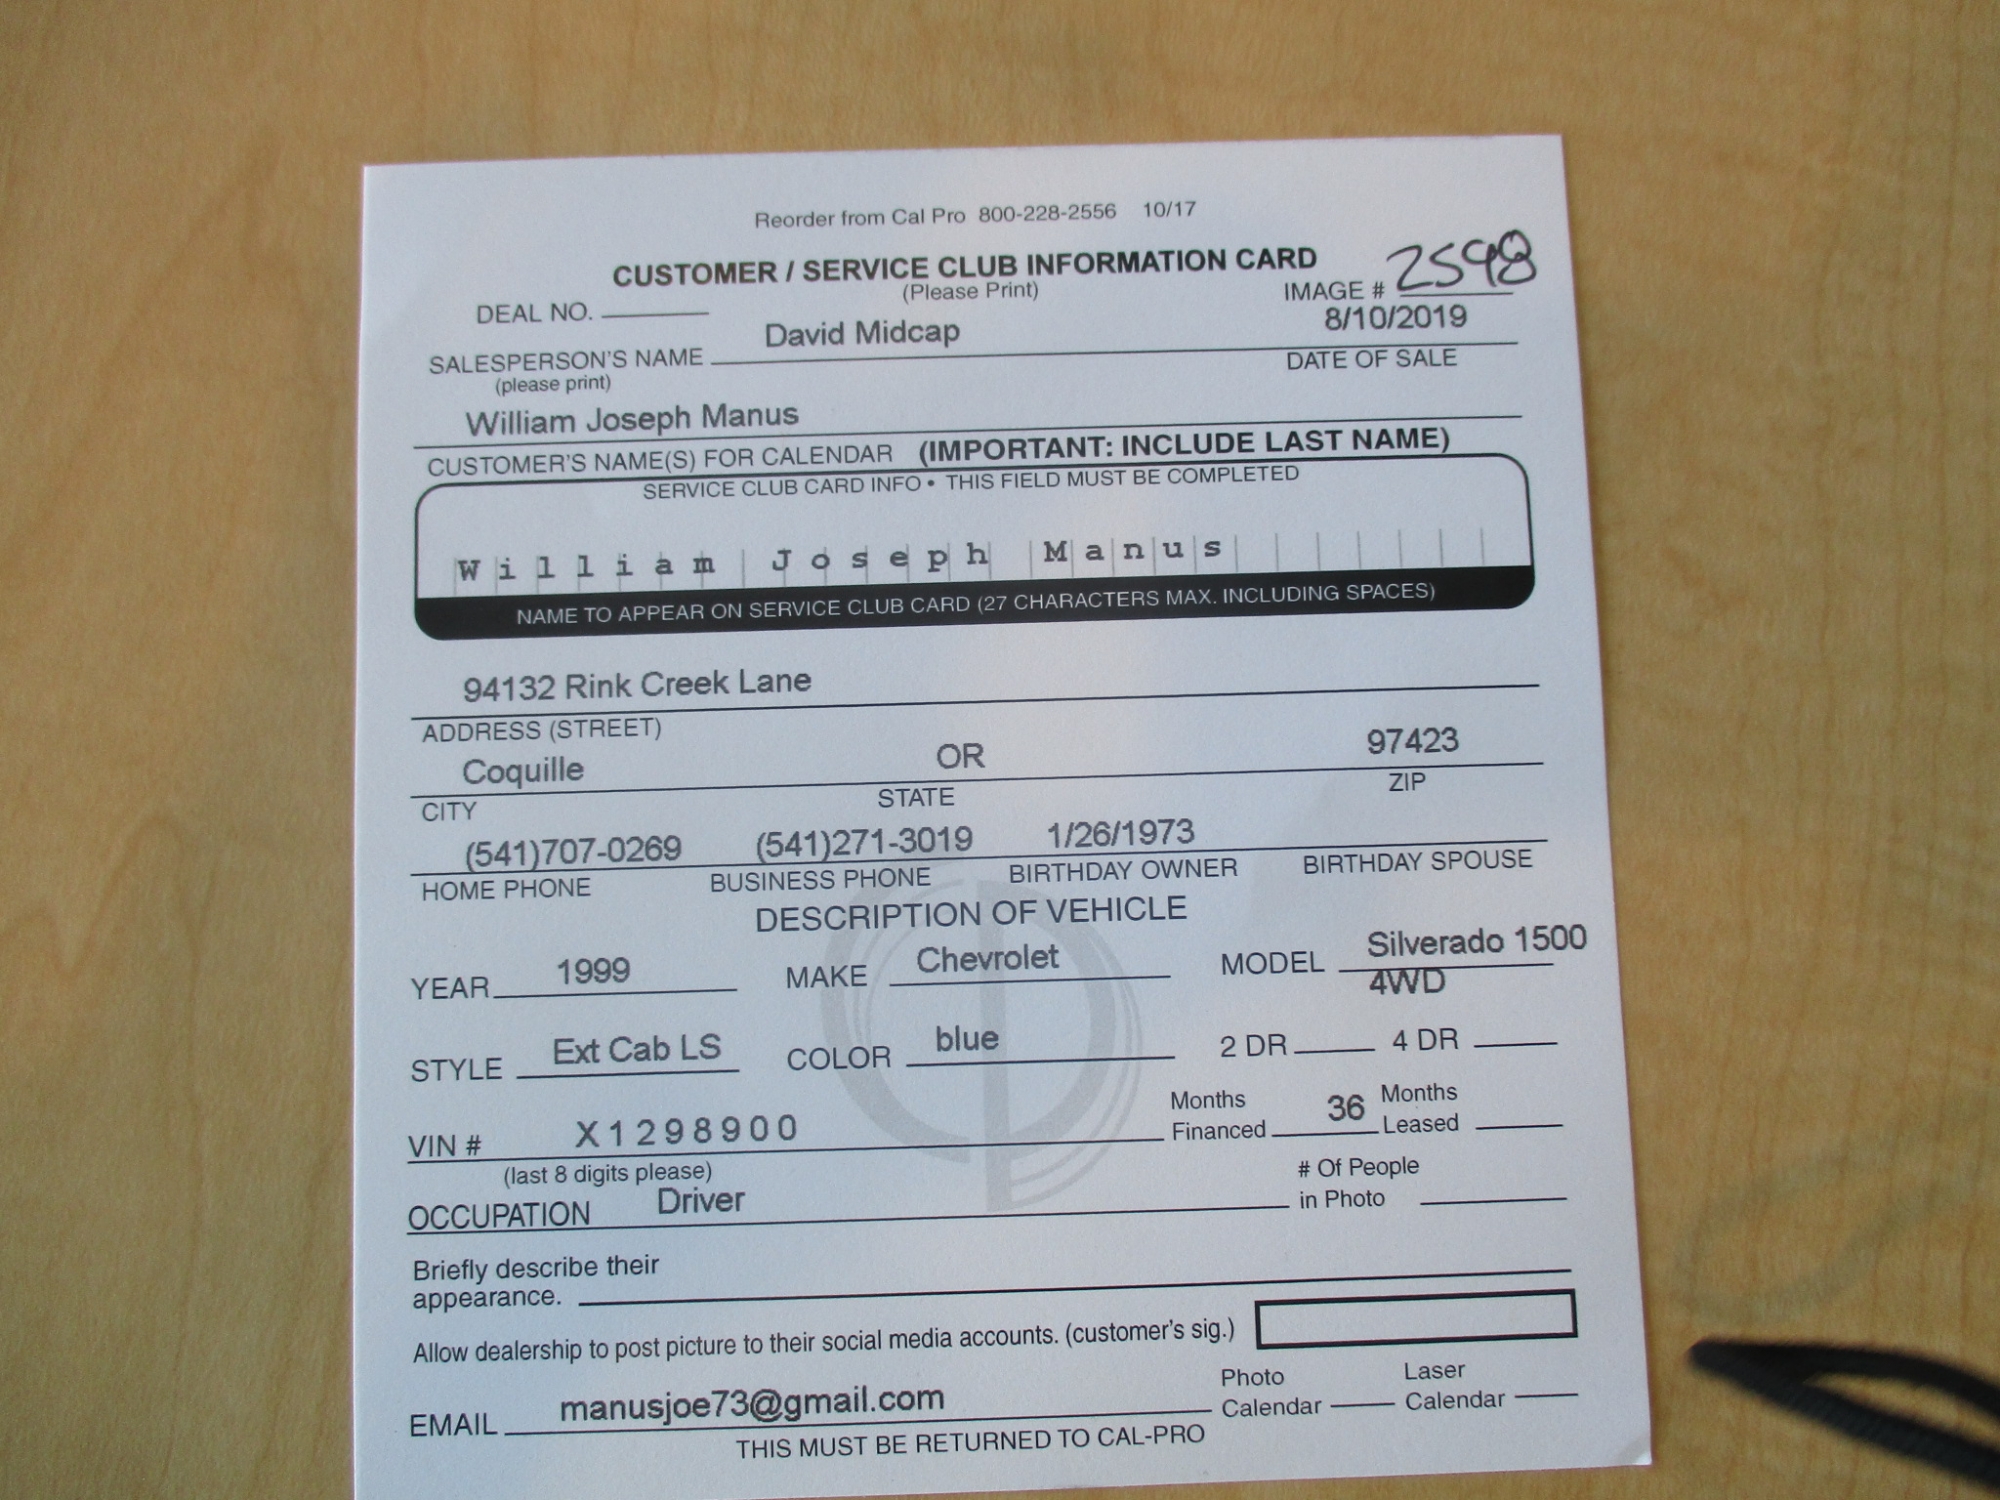 Reorder from Cal Pro 800-228-2556 10/17
CUSTOMER / SERVICE CLUB INFORMATION CARD
(Please Print)
IMAGE # 2598
DEAL NO.
David Midcap 8/10/2019
SALESPERSON'S NAME DATE OF SALE
(please print)
William Joseph Manus
CUSTOMER'S NAME(S) FOR CALENDAR (IMPORTANT: INCLUDE LAST NAME)
SERVICE CLUB CARD INFO • THIS FIELD MUST BE COMPLETED
William Joseph Manus
NAME TO APPEAR ON SERVICE CLUB CARD (27 CHARACTERS MAX. INCLUDING SPACES)
94132 Rink Creek Lane
ADDRESS (STREET)
Coquille OR 97423
CITY STATE ZIP
(541)707-0269 (541)271-3019 1/26/1973
HOME PHONE BUSINESS PHONE BIRTHDAY OWNER BIRTHDAY SPOUSE
DESCRIPTION OF VEHICLE
YEAR 1999 MAKE Chevrolet MODEL Silverado 1500
4WD
STYLE Ext Cab LS COLOR blue 2 DR 4 DR
VIN # X1298900 Months Financed 36 Months Leased
(last 8 digits please)
OCCUPATION Driver # Of People in Photo
Briefly describe their
appearance.
Allow dealership to post picture to their social media accounts. (customer's sig.)
EMAIL manusjoe73@gmail.com Photo Calendar Laser Calendar
THIS MUST BE RETURNED TO CAL-PRO